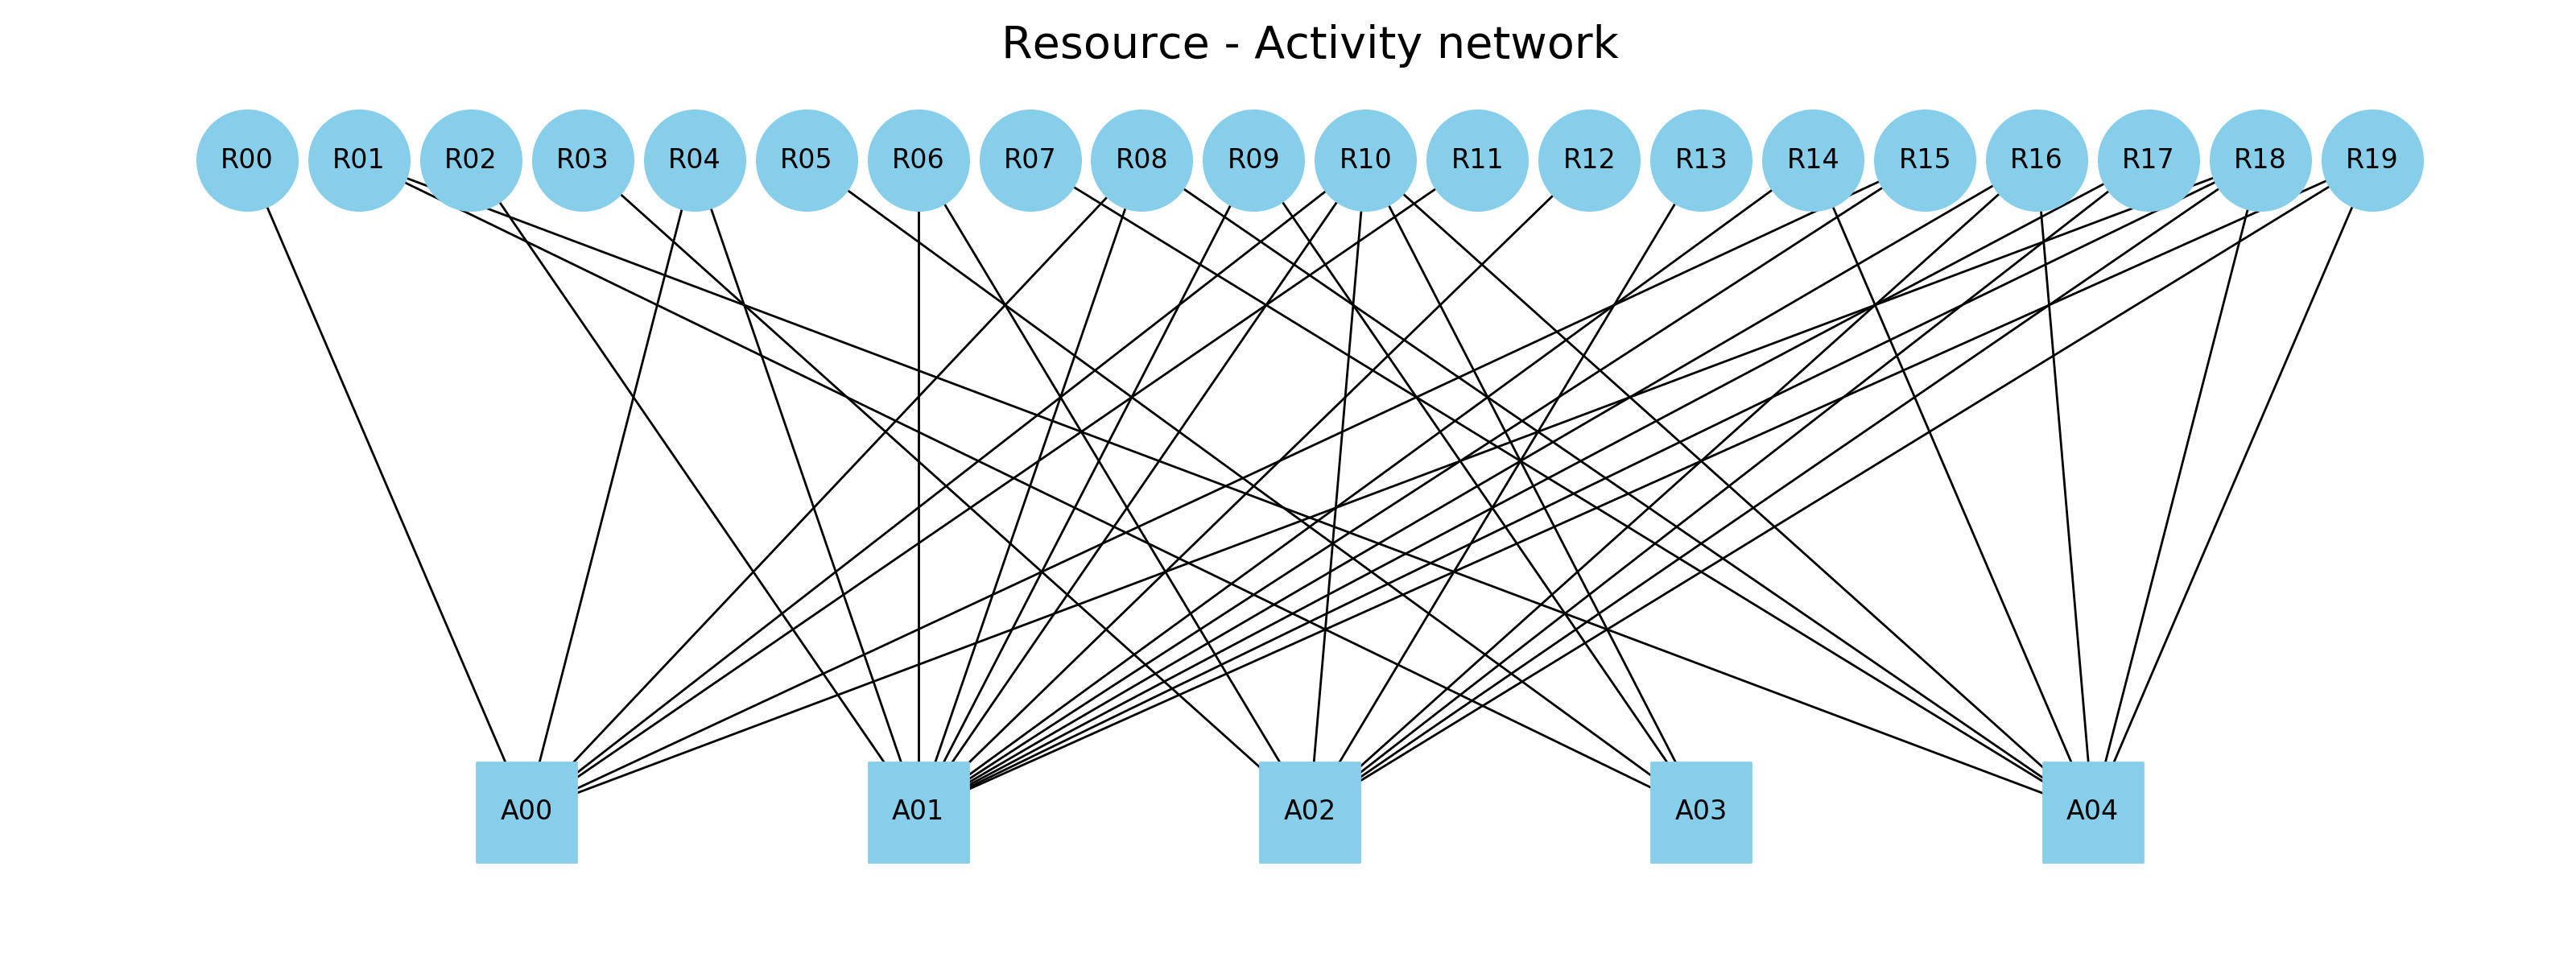 Resource - Activity network
R00 R01 R02 R03 R04 R05 R06 R07 R08 R09 R10 R11 R12 R13 R14 R15 R16 R17 R18 R19
A00 A01 A02 A03 A04